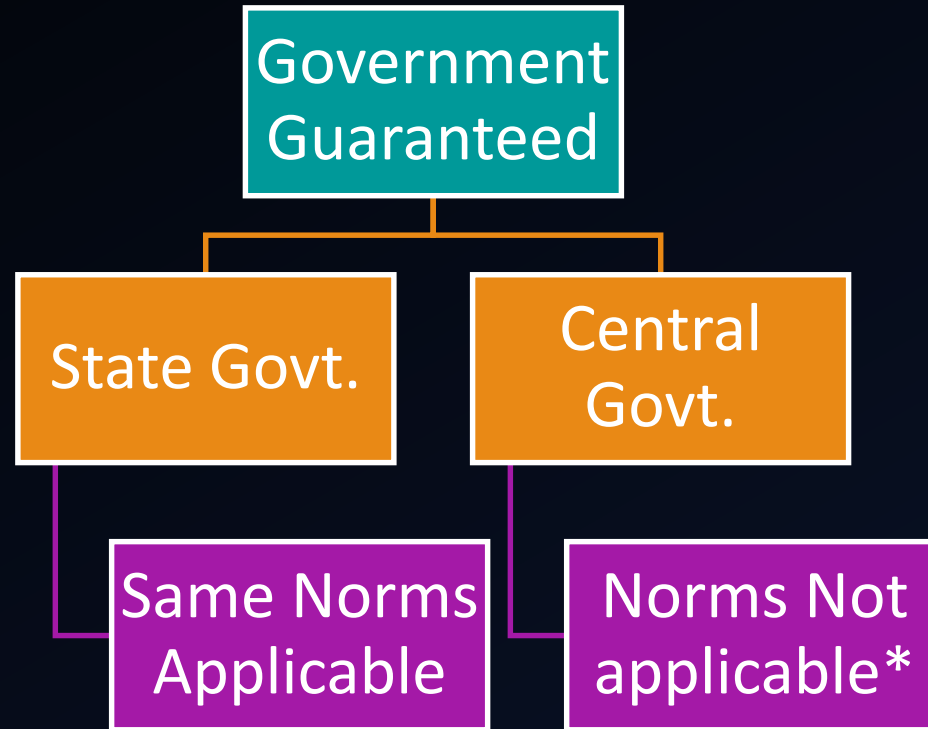 Government
Guaranteed
State Govt.
Central
Govt.
Same Norms
Applicable
Norms Not
applicable*